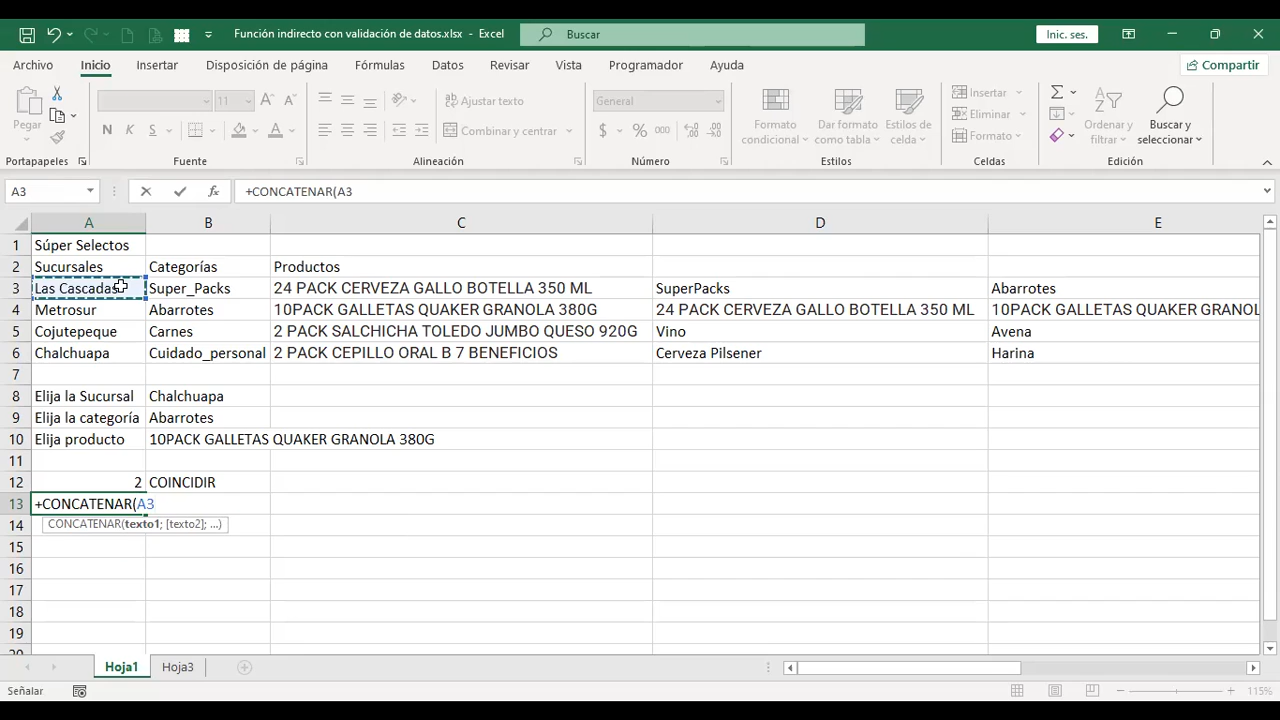 Función indirecto con validación de datos.xlsx - Excel
Buscar
Inic. ses.
Archivo Inicio Insertar Disposición de página Fórmulas Datos Revisar Vista Programador Ayuda Compartir
Pegar
11
N K S A
Ajustar texto
Combinar y centrar
General
$ % 000
Formato condicional
Dar formato como tabla
Estilos de celda
Insertar
Eliminar
Formato
Ordenar y filtrar
Buscar y seleccionar
Portapapeles Fuente Alineación Número Estilos Celdas Edición
A3 fx +CONCATENAR(A3
A B C D E
1 Súper Selectos
2 Sucursales Categorías Productos
3 Las Cascadas Super_Packs 24 PACK CERVEZA GALLO BOTELLA 350 ML SuperPacks Abarrotes
4 Metrosur Abarrotes 10PACK GALLETAS QUAKER GRANOLA 380G 24 PACK CERVEZA GALLO BOTELLA 350 ML 10PACK GALLETAS QUAKER GRANOL
5 Cojutepeque Carnes 2 PACK SALCHICHA TOLEDO JUMBO QUESO 920G Vino Avena
6 Chalchuapa Cuidado_personal 2 PACK CEPILLO ORAL B 7 BENEFICIOS Cerveza Pilsener Harina
7
8 Elija la Sucursal Chalchuapa
9 Elija la categoría Abarrotes
10 Elija producto 10PACK GALLETAS QUAKER GRANOLA 380G
11
12 2 COINCIDIR
13 +CONCATENAR(A3
14 CONCATENAR(texto1; [texto2]; ...)
15
16
17
18
19
Hoja1 Hoja3
Señalar 115%